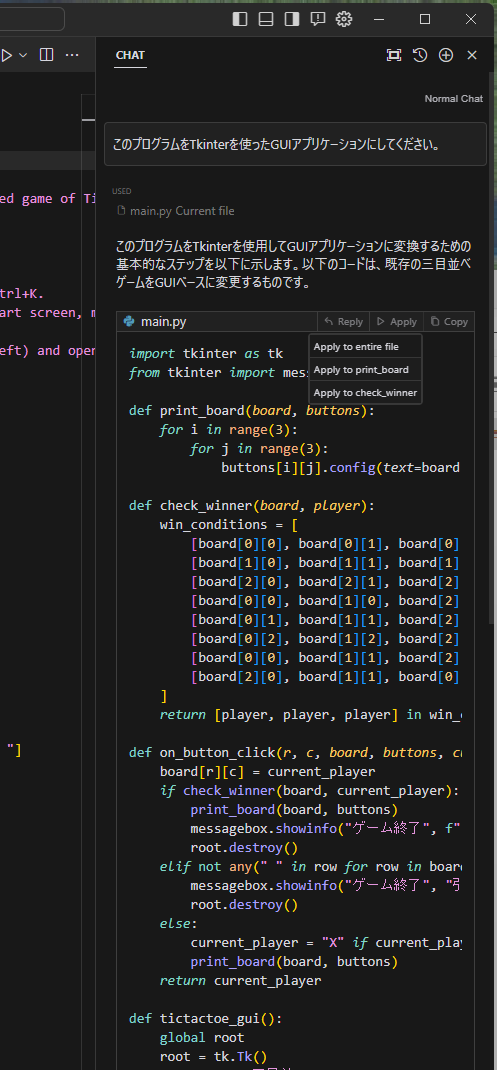 CHAT
Normal Chat
このプログラムをTkinterを使ったGUIアプリケーションにしてください。
ed game of Ti
USED
main.py Current file
このプログラムをTkinterを使用してGUIアプリケーションに変換するための
基本的なステップを以下に示します。以下のコードは、既存の三目並べ
ゲームをGUIベースに変更するものです。
trl+K.
art screen, m
eft) and oper
main.py
Reply
Apply
Copy
Apply to entire file
Apply to print_board
Apply to check_winner
import tkinter as tk
from tkinter import mes
def print_board(board, buttons):
for i in range(3):
for j in range(3):
buttons[i][j].config(text=board
def check_winner(board, player):
win_conditions = [
[board[0][0], board[0][1], board[0]
[board[1][0], board[1][1], board[1]
[board[2][0], board[2][1], board[2]
[board[0][0], board[1][0], board[2]
[board[0][1], board[1][1], board[2]
[board[0][2], board[1][2], board[2]
[board[0][0], board[1][1], board[2]
[board[2][0], board[1][1], board[0]
]
return [player, player, player] in win_c
"]
def on_button_click(r, c, board, buttons, cu
board[r][c] = current_player
if check_winner(board, current_player):
print_board(board, buttons)
messagebox.showinfo("ゲーム終了", f"
root.destroy()
elif not any(" " in row for row in board
messagebox.showinfo("ゲーム終了", "引
root.destroy()
else:
current_player = "X" if current_play
print_board(board, buttons)
return current_player
def tictactoe_gui():
global root
root = tk.Tk()